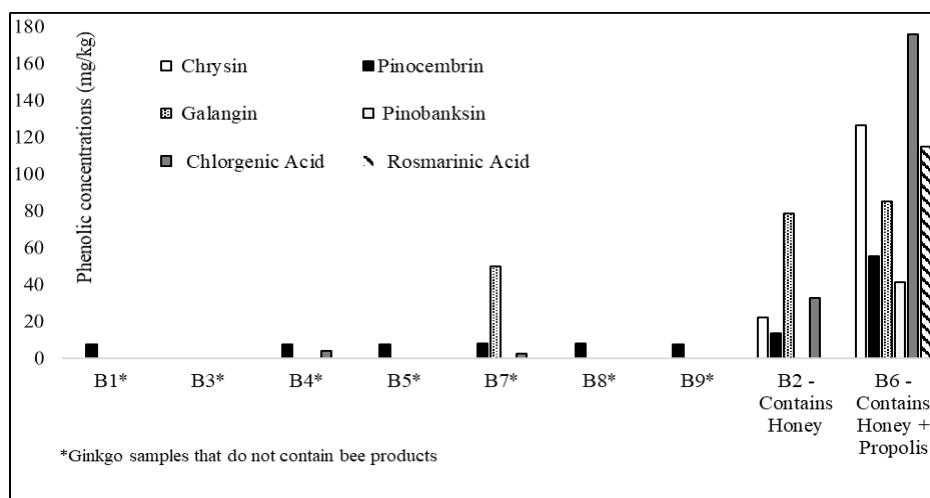 Phenolic concentrations (mg/kg)
180
160
140
120
100
80
60
40
20
0
Chrysin Pinocembrin
Galangin Pinobanksin
Chlorgenic Acid Rosmarinic Acid
B1* B3* B4* B5* B7* B8* B9* B2 - B6 -
Contains Contains
Honey Honey +
Propolis
*Ginkgo samples that do not contain bee products